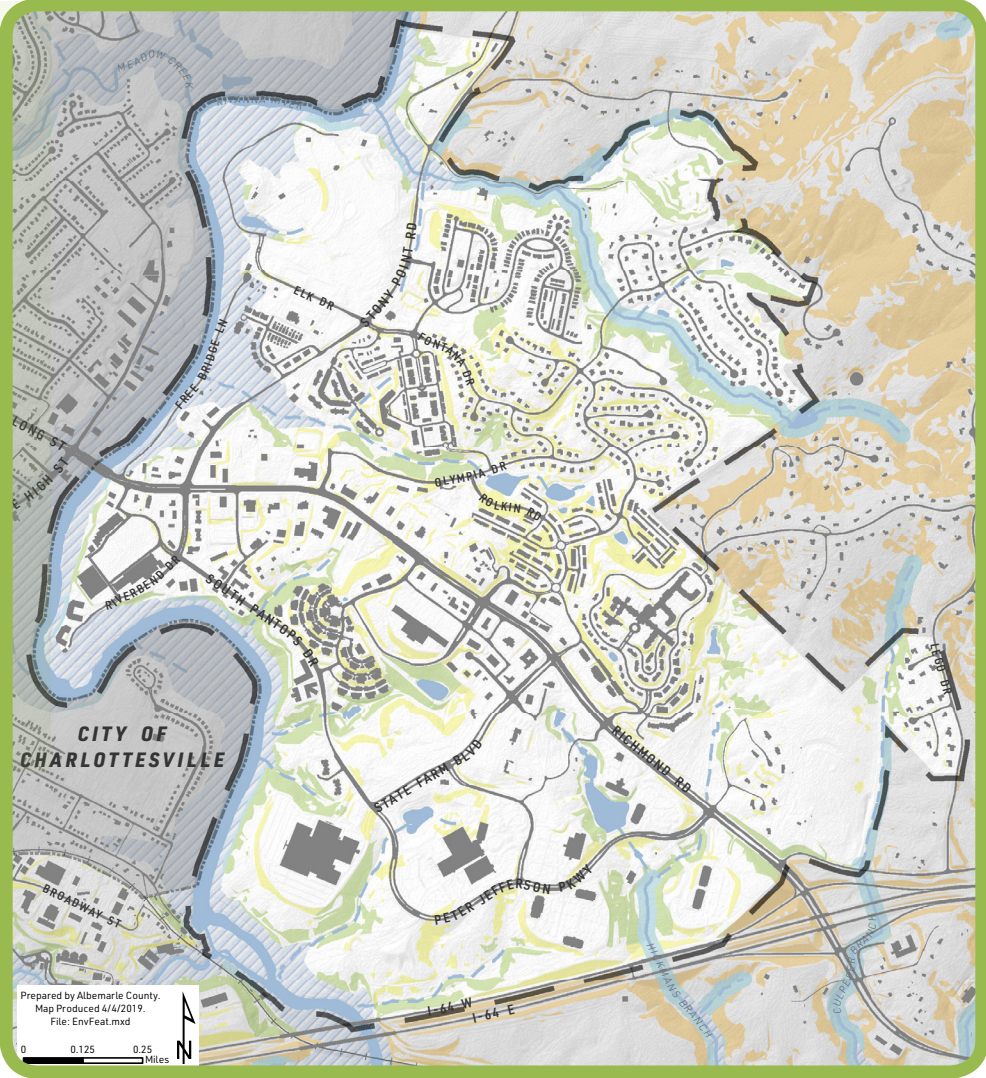 MEADOW CREEK
STONY POINT RD
ELK DR
FONTANA DR
FREE BRIDGE LN
LONG ST
E HIGH ST
OLYMPIA DR
ROLKIN RD
RIVERBEND DR
SOUTH PANTOPS DR
LEGO DR
CITY OF
CHARLOTTESVILLE
RICHMOND RD
STATE FARM BLVD
PETER JEFFERSON PKWY
BROADWAY ST
HICKMANS BRANCH
CULPEPER BRANCH
I-64 W
I-64 E
Prepared by Albemarle County.
Map Produced 4/4/2019.
File: EnvFeat.mxd
0 0.125 0.25
Miles
N